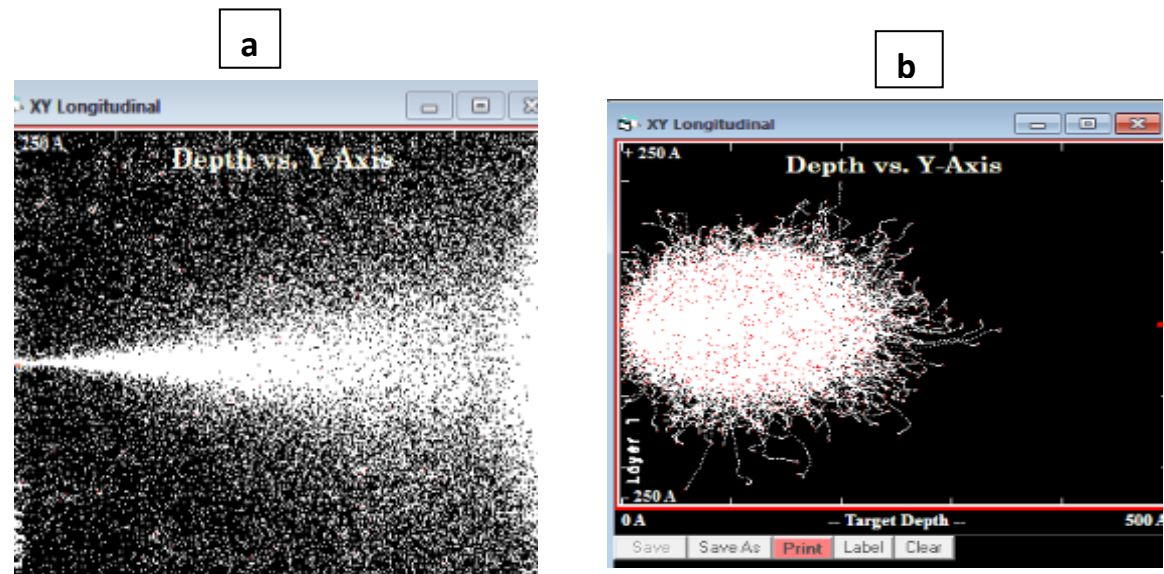 a
XY Longitudinal
250 A
Depth vs. Y-Axis
b
XY Longitudinal
+ 250 A
Depth vs. Y-Axis
Layer 1
- 250 A
0 A
-- Target Depth --
500 A
Save
Save As
Print
Label
Clear